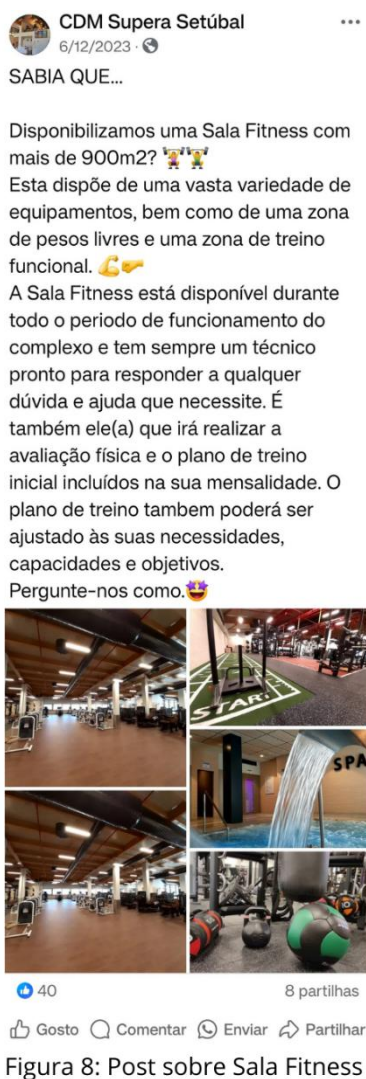 CDM Supera Setúbal
6/12/2023 ·
SABIA QUE...
Disponibilizamos uma Sala Fitness com
mais de 900m2? 🏋️‍♀️🏋️
Esta dispõe de uma vasta variedade de
equipamentos, bem como de uma zona
de pesos livres e uma zona de treino
funcional. 💪🤛
A Sala Fitness está disponível durante
todo o periodo de funcionamento do
complexo e tem sempre um técnico
pronto para responder a qualquer
dúvida e ajuda que necessite. É
também ele(a) que irá realizar a
avaliação física e o plano de treino
inicial incluídos na sua mensalidade. O
plano de treino tambem poderá ser
ajustado às suas necessidades,
capacidades e objetivos.
Pergunte-nos como.🤩
START
SPA
40
8 partilhas
Gosto
Comentar
Enviar
Partilhar
Figura 8: Post sobre Sala Fitness